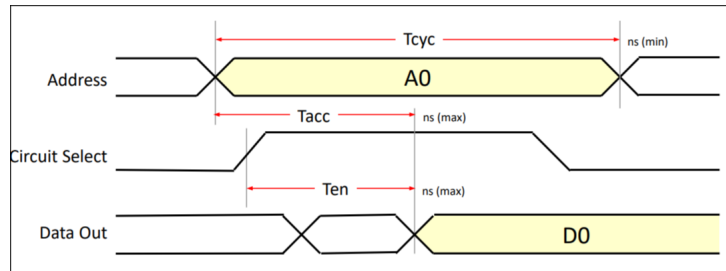 Tcyc
ns (min)
Address
A0
Tacc
ns (max)
Circuit Select
Ten
ns (max)
Data Out
D0